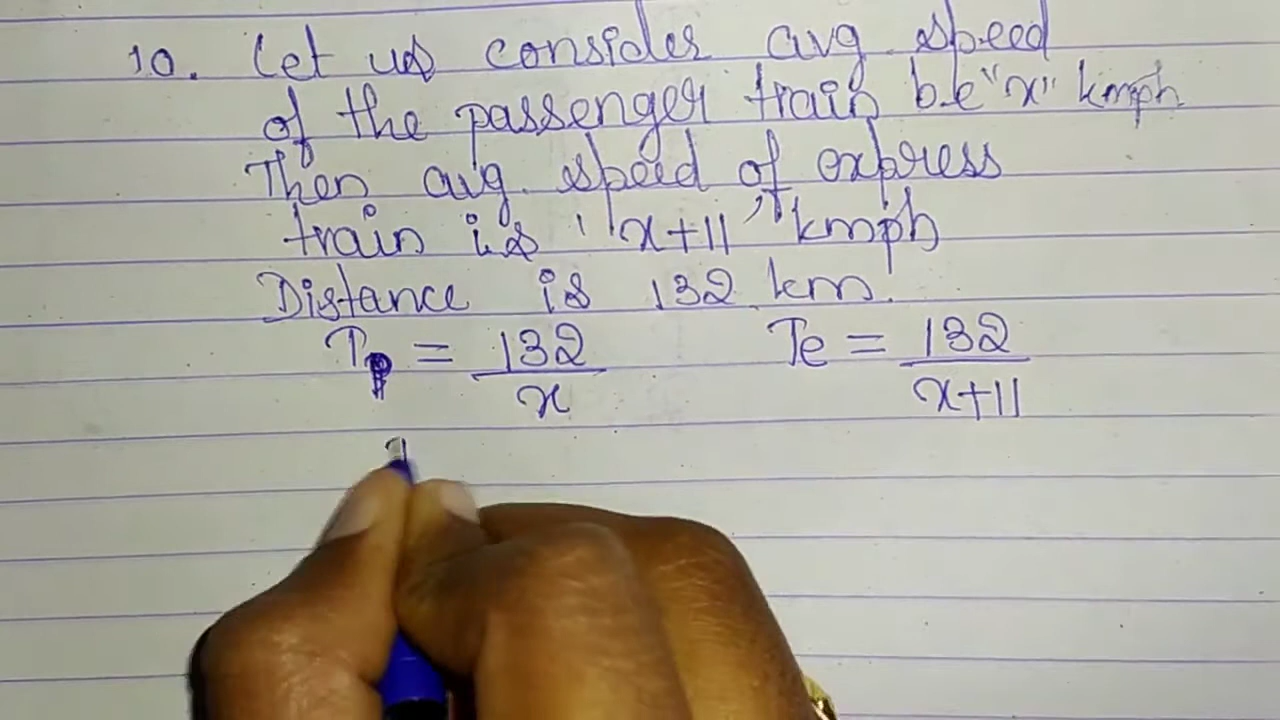 10. Let us consider avg. speed
of the passenger train be "x" kmph
Then avg. speed of express
train is "x+11" kmph
Distance is 132 km.
Tp = 132/x Te = 132/x+11